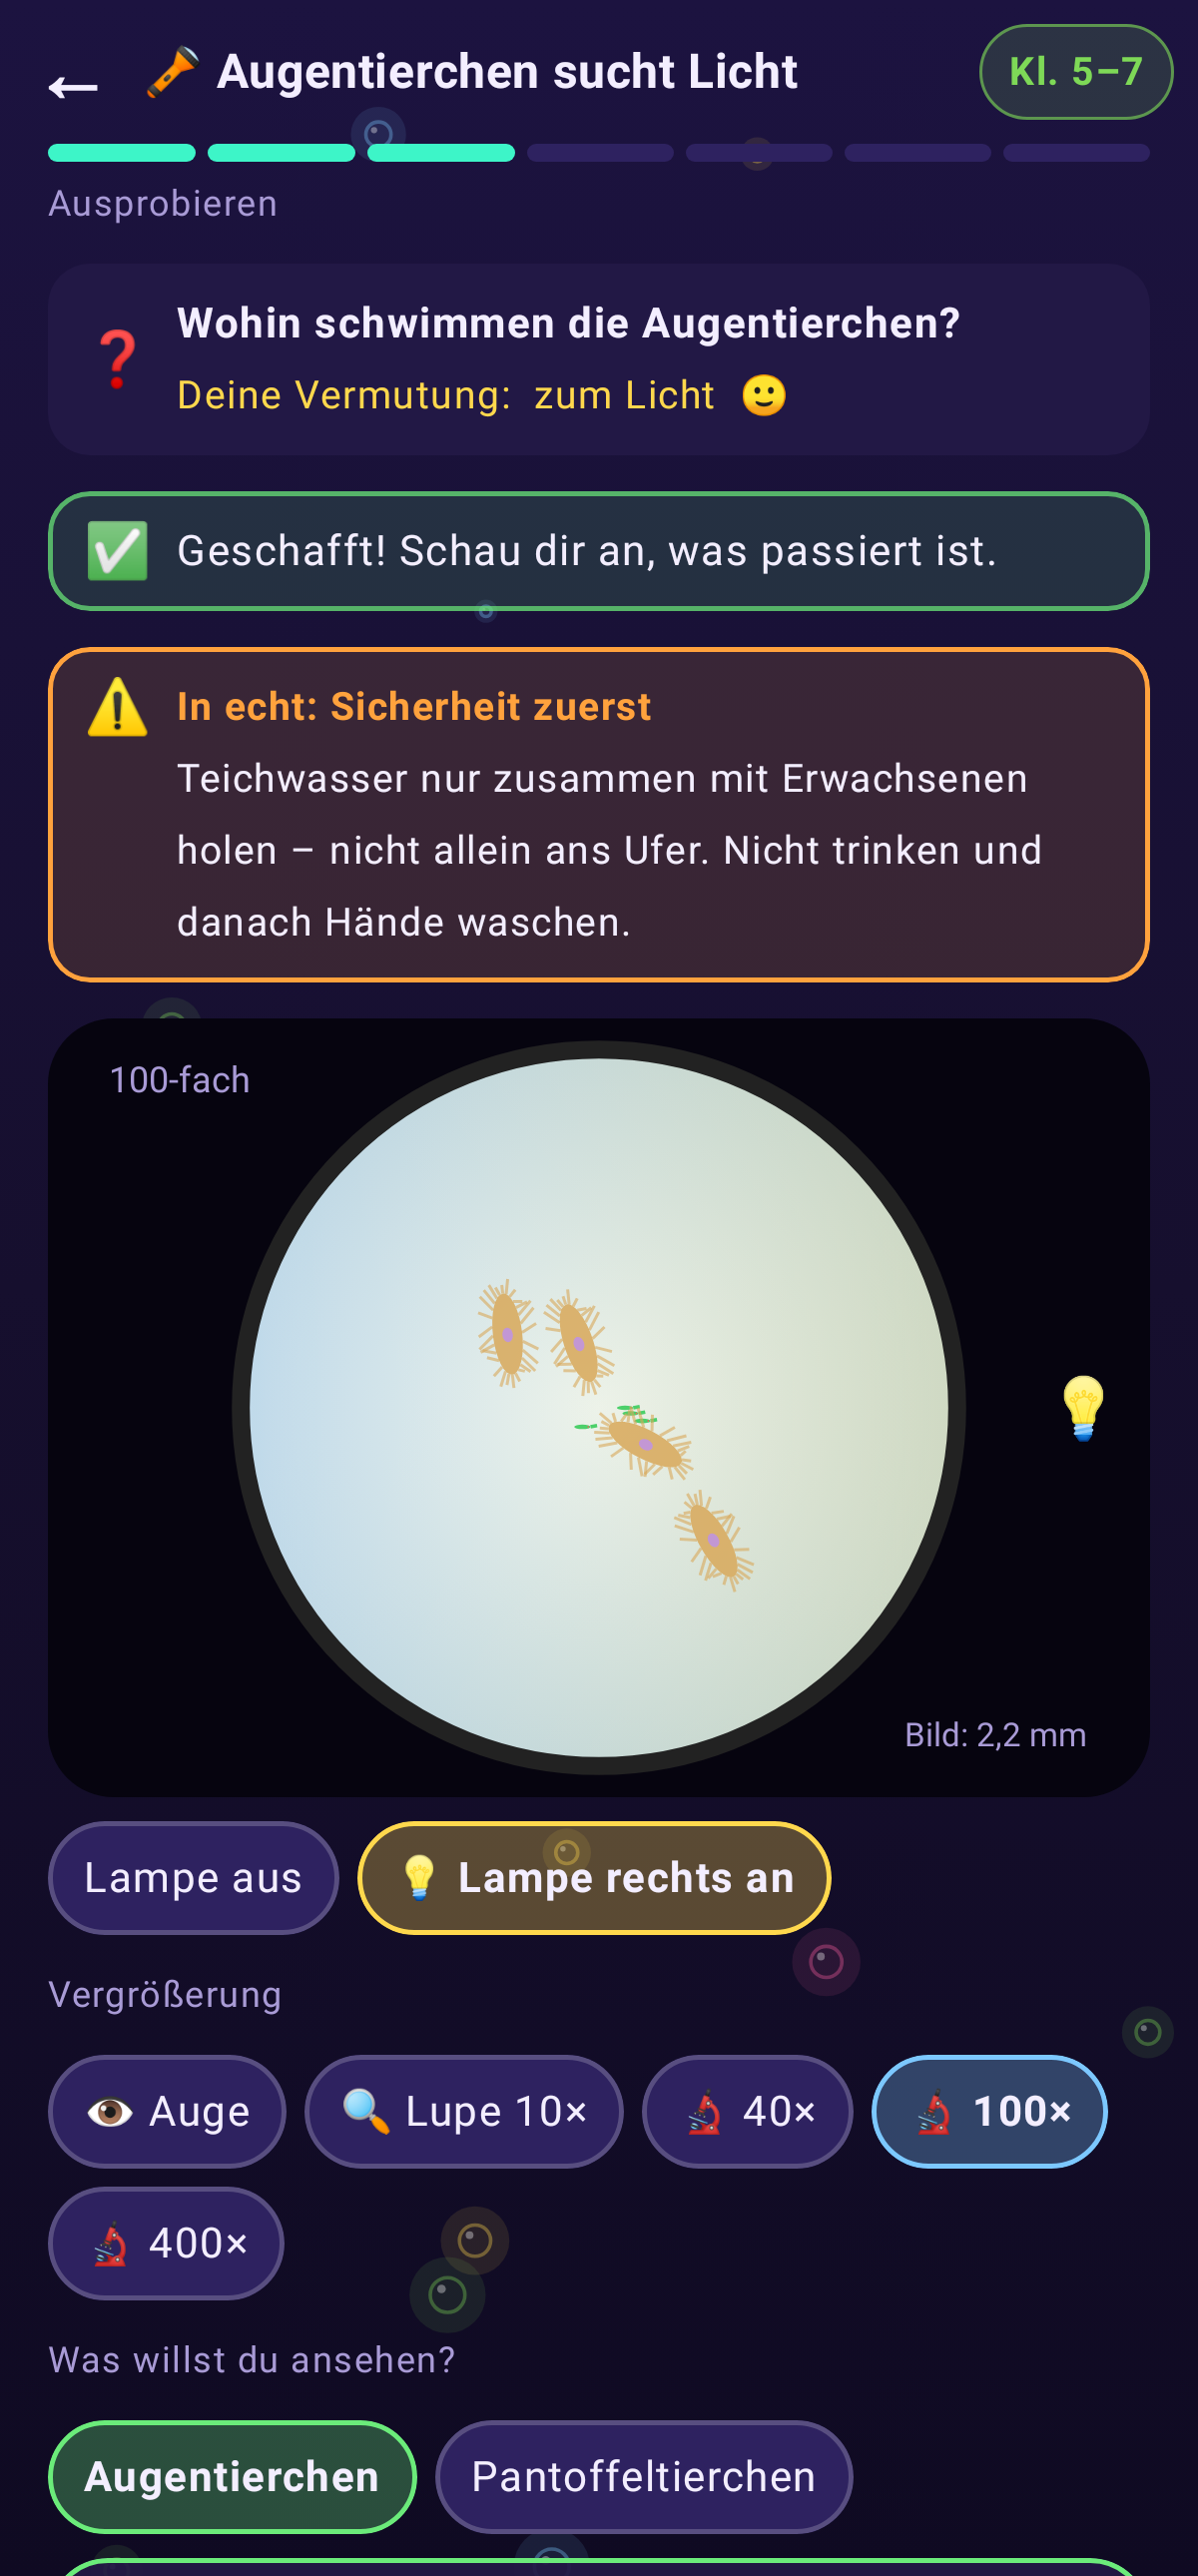 ← Augentierchen sucht Licht
Kl. 5–7
Ausprobieren
Wohin schwimmen die Augentierchen?
Deine Vermutung: zum Licht
Geschafft! Schau dir an, was passiert ist.
In echt: Sicherheit zuerst
Teichwasser nur zusammen mit Erwachsenen
holen – nicht allein ans Ufer. Nicht trinken und
danach Hände waschen.
100-fach
Bild: 2,2 mm
Lampe aus
Lampe rechts an
Vergrößerung
Auge
Lupe 10×
40×
100×
400×
Was willst du ansehen?
Augentierchen
Pantoffeltierchen